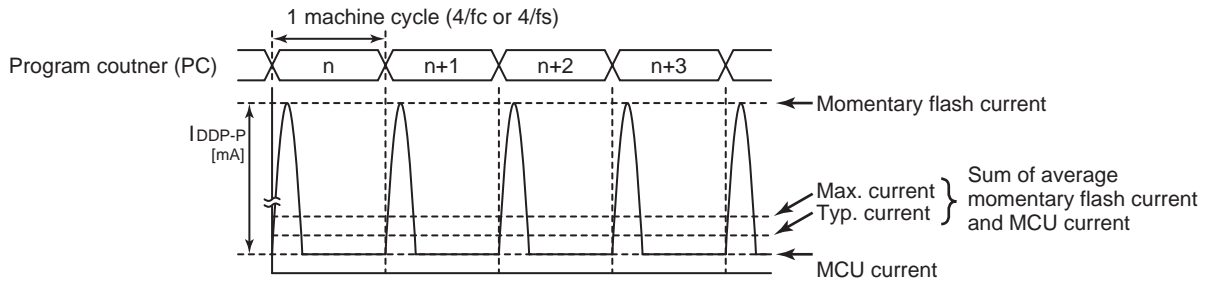 1 machine cycle (4/fc or 4/fs)
Program coutner (PC)
n
n+1
n+2
n+3
Momentary flash current
I DDP-P
[mA]
Max. current
Typ. current
Sum of average
momentary flash current
and MCU current
MCU current